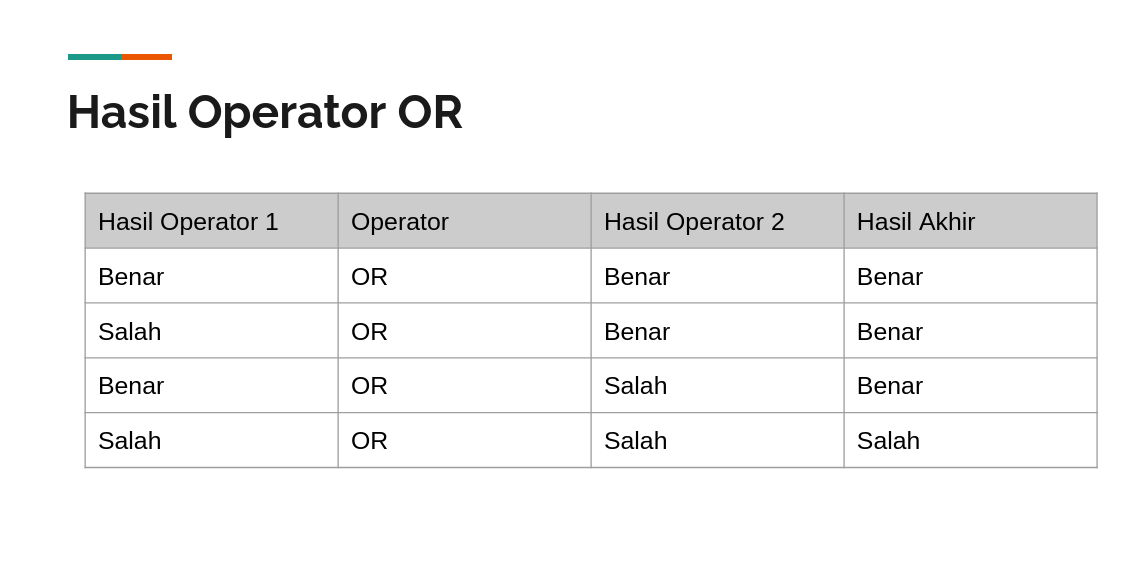 Hasil Operator OR
Hasil Operator 1 Operator Hasil Operator 2 Hasil Akhir
Benar OR Benar Benar
Salah OR Benar Benar
Benar OR Salah Benar
Salah OR Salah Salah